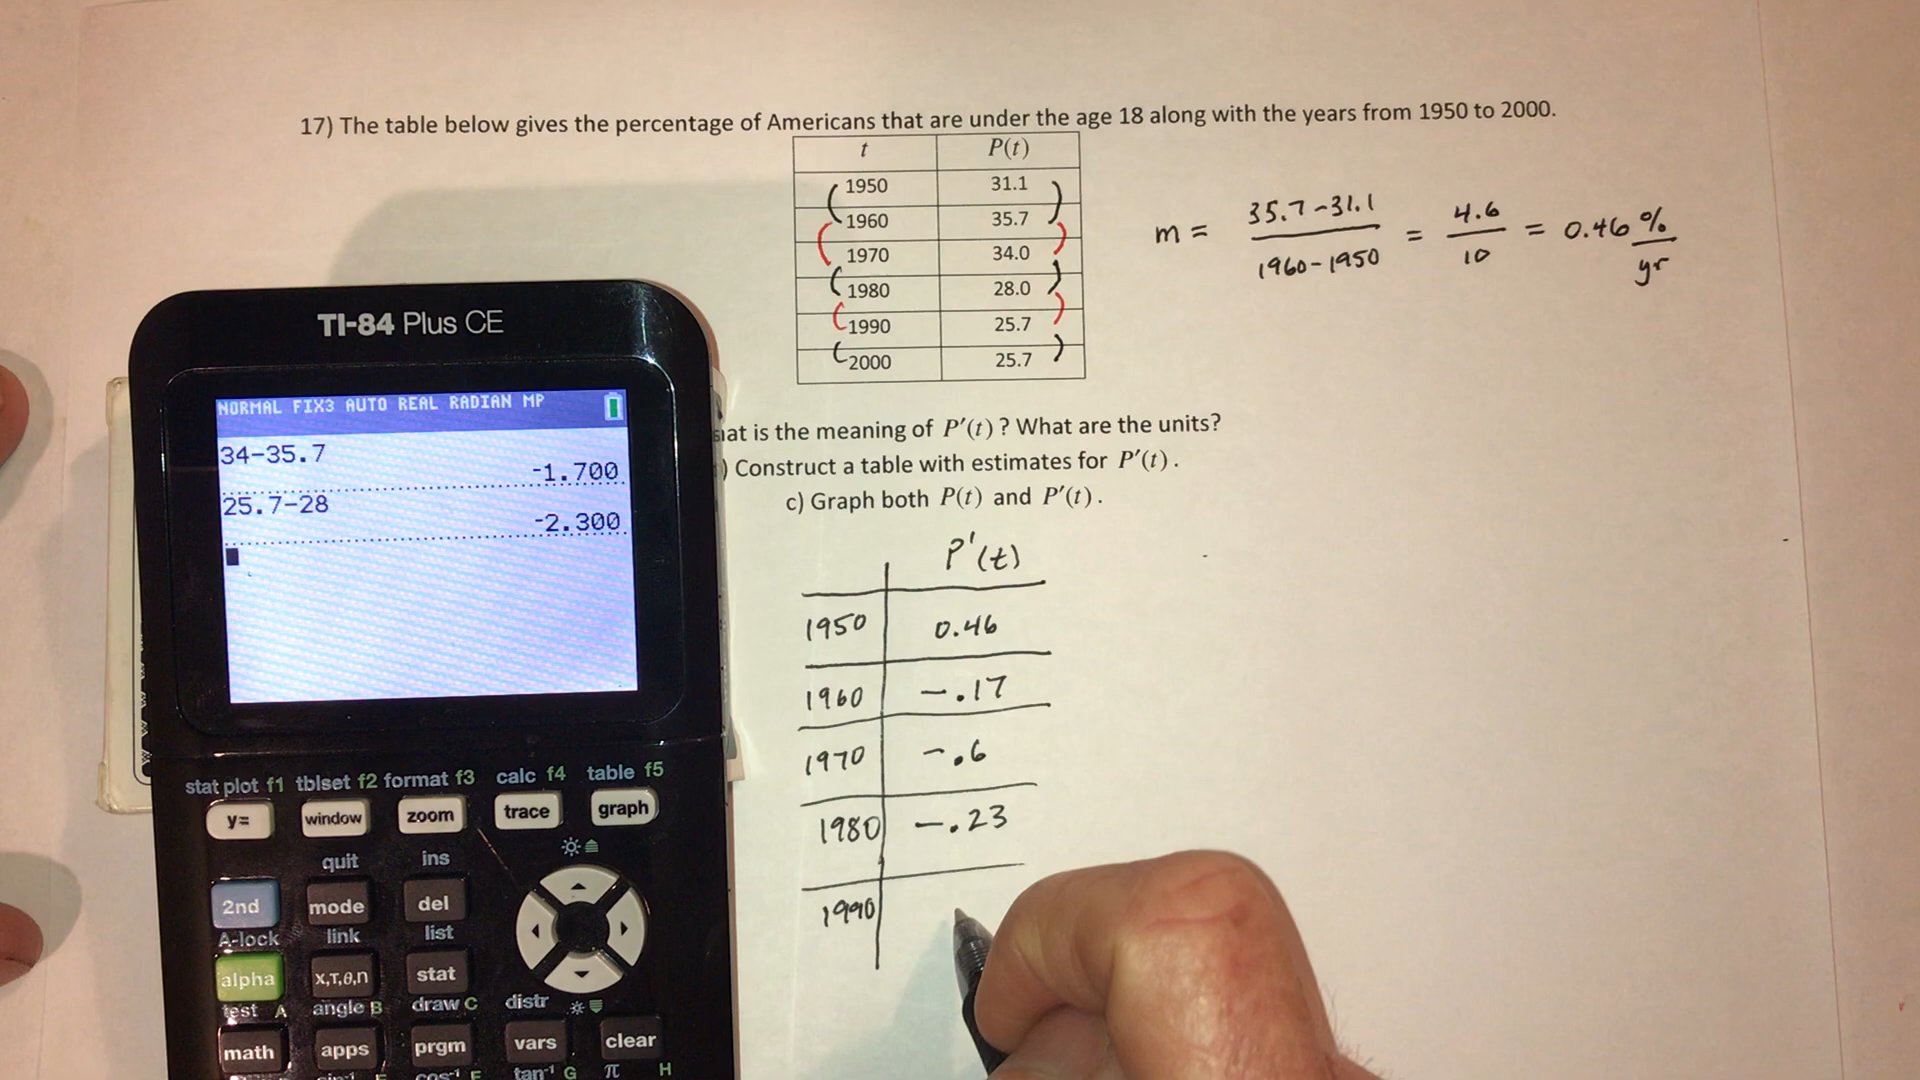 17) The table below gives the percentage of Americans that are under the age 18 along with the years from 1950 to 2000.
t P(t)
1950 31.1
1960 35.7
1970 34.0
1980 28.0
1990 25.7
2000 25.7
m = 35.7-31.1 / 1960-1950 = 4.6 / 10 = 0.46 % / yr
at is the meaning of P′(t)? What are the units?
) Construct a table with estimates for P′(t).
c) Graph both P(t) and P′(t).
P'(t)
1950 0.46
1960 -.17
1970 -.6
1980 -.23
1990
TI-84 Plus CE
NORMAL FIX3 AUTO REAL RADIAN MP
34-35.7
-1.700
25.7-28
-2.300
stat plot f1 tblset f2 format f3 calc f4 table f5
y= window zoom trace graph
quit ins
2nd mode del
A-lock link list
alpha X,T,θ,n stat
test A angle B draw C distr
math apps prgm vars clear
tan⁻¹ G π H